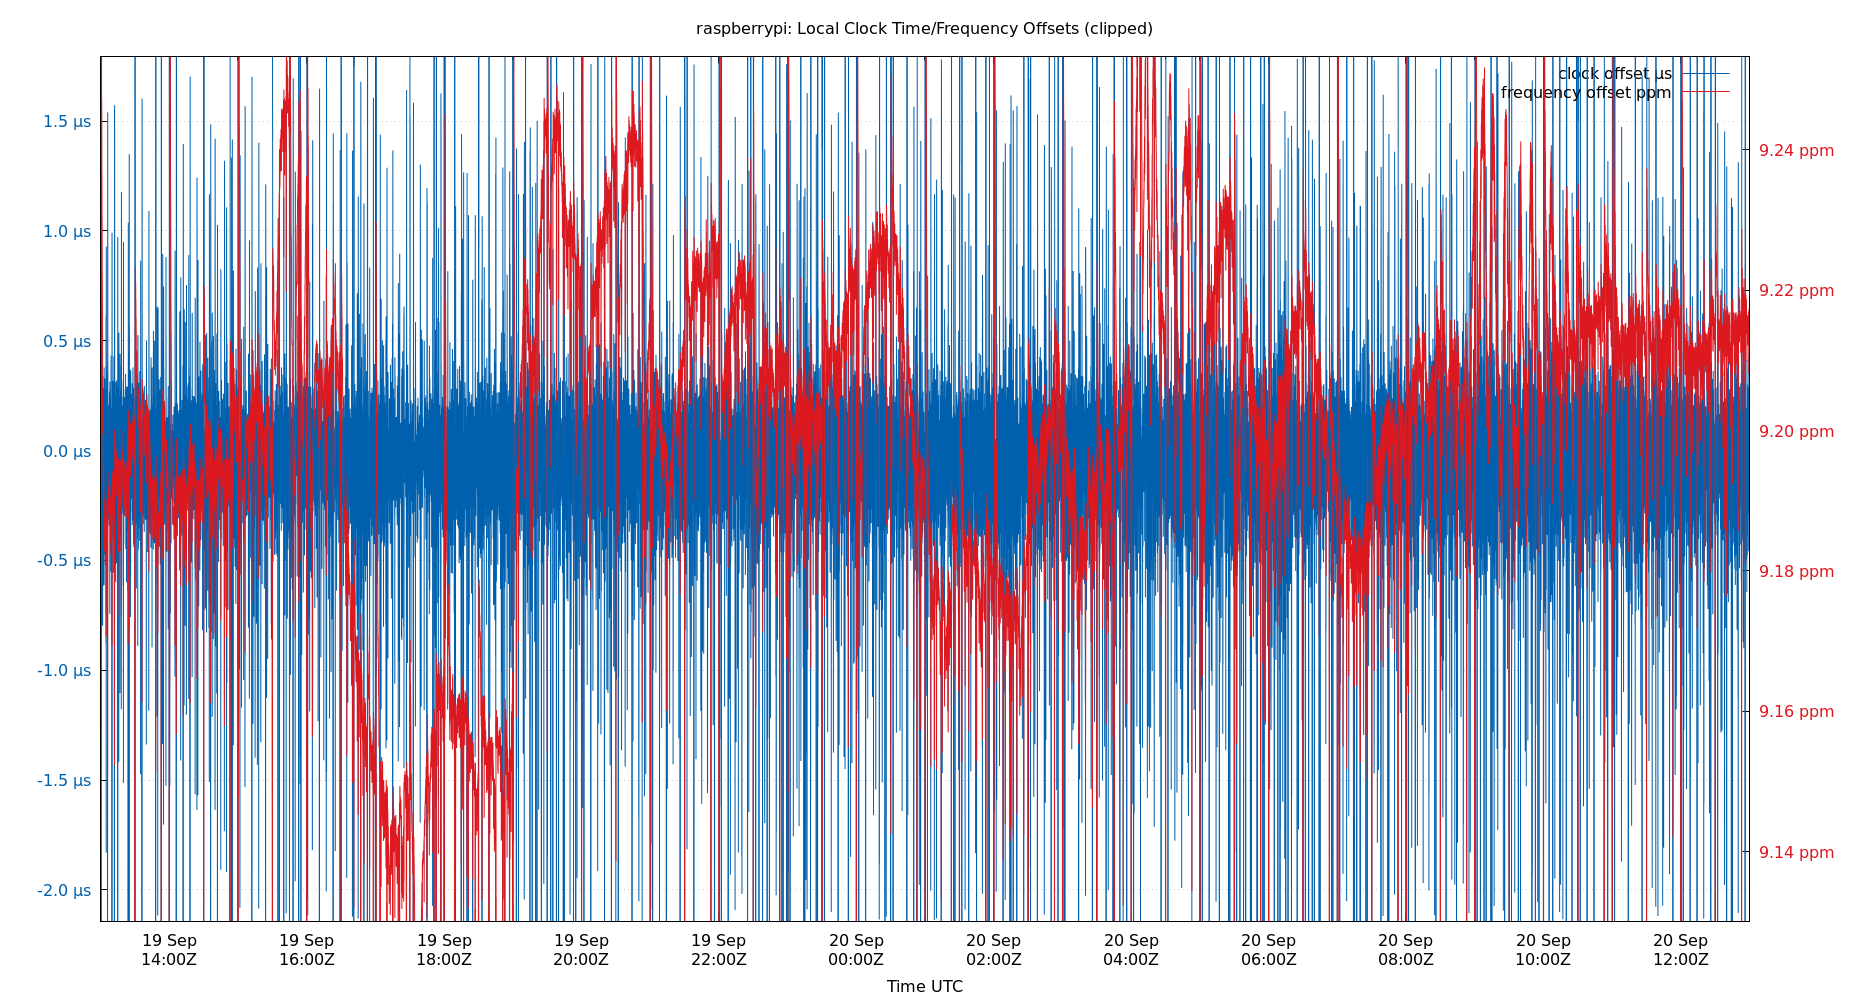 raspberrypi: Local Clock Time/Frequency Offsets (clipped)
clock offset µs
frequency offset ppm
1.5 µs
1.0 µs
0.5 µs
0.0 µs
-0.5 µs
-1.0 µs
-1.5 µs
-2.0 µs
9.24 ppm
9.22 ppm
9.20 ppm
9.18 ppm
9.16 ppm
9.14 ppm
19 Sep 19 Sep 19 Sep 19 Sep 19 Sep 20 Sep 20 Sep 20 Sep 20 Sep 20 Sep 20 Sep 20 Sep
14:00Z 16:00Z 18:00Z 20:00Z 22:00Z 00:00Z 02:00Z 04:00Z 06:00Z 08:00Z 10:00Z 12:00Z
Time UTC